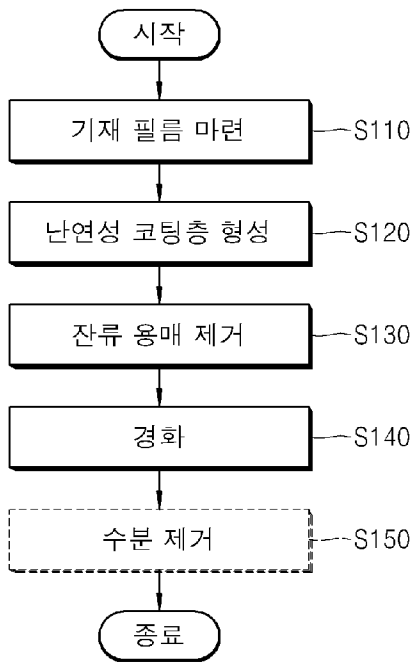 시작
기재 필름 마련 S110
난연성 코팅층 형성 S120
잔류 용매 제거 S130
경화 S140
수분 제거 S150
종료